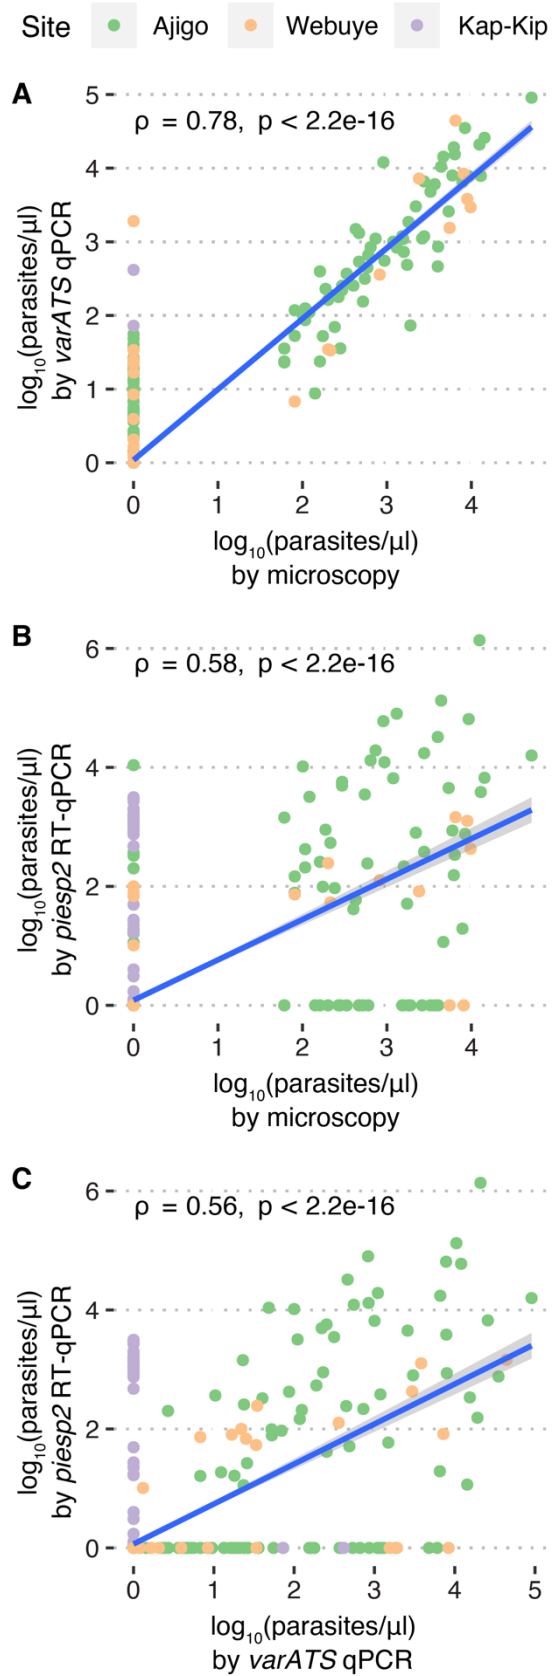 Site Ajigo Webuye Kap-Kip
A
ρ = 0.78, p < 2.2e-16
5
4
3
2
1
0
log10(parasites/µl)
by varATS qPCR
0 1 2 3 4
log10(parasites/µl)
by microscopy
B
ρ = 0.58, p < 2.2e-16
6
4
2
0
log10(parasites/µl)
by piesp2 RT-qPCR
0 1 2 3 4
log10(parasites/µl)
by microscopy
C
ρ = 0.56, p < 2.2e-16
6
4
2
0
log10(parasites/µl)
by piesp2 RT-qPCR
0 1 2 3 4 5
log10(parasites/µl)
by varATS qPCR